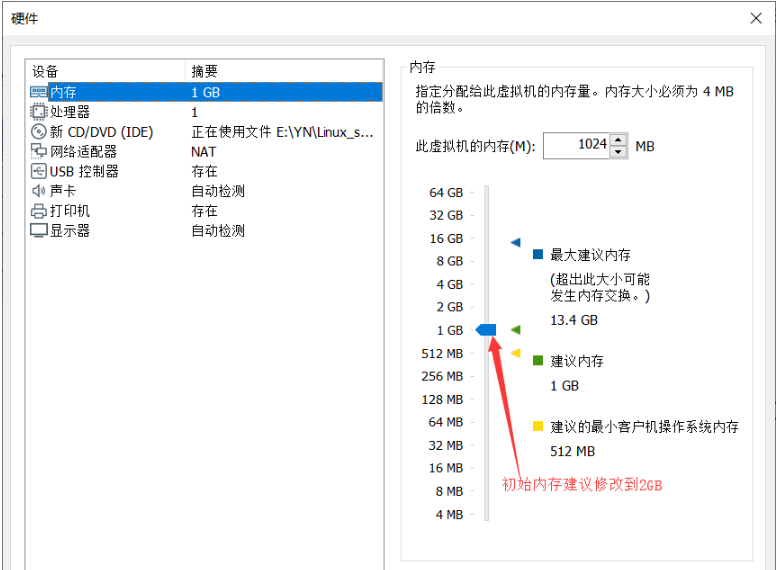 硬件
设备 摘要
内存 1 GB
处理器 1
新 CD/DVD (IDE) 正在使用文件 E:\YN\Linux_s...
网络适配器 NAT
USB 控制器 存在
声卡 自动检测
打印机 存在
显示器 自动检测
内存
指定分配给此虚拟机的内存量。内存大小必须为 4 MB
的倍数。
此虚拟机的内存(M): 1024 MB
64 GB
32 GB
16 GB
8 GB
4 GB
2 GB
1 GB
512 MB
256 MB
128 MB
64 MB
32 MB
16 MB
8 MB
4 MB
最大建议内存
(超出此大小可能
发生内存交换。)
13.4 GB
建议内存
1 GB
建议的最小客户机操作系统内存
512 MB
初始内存建议修改到2GB